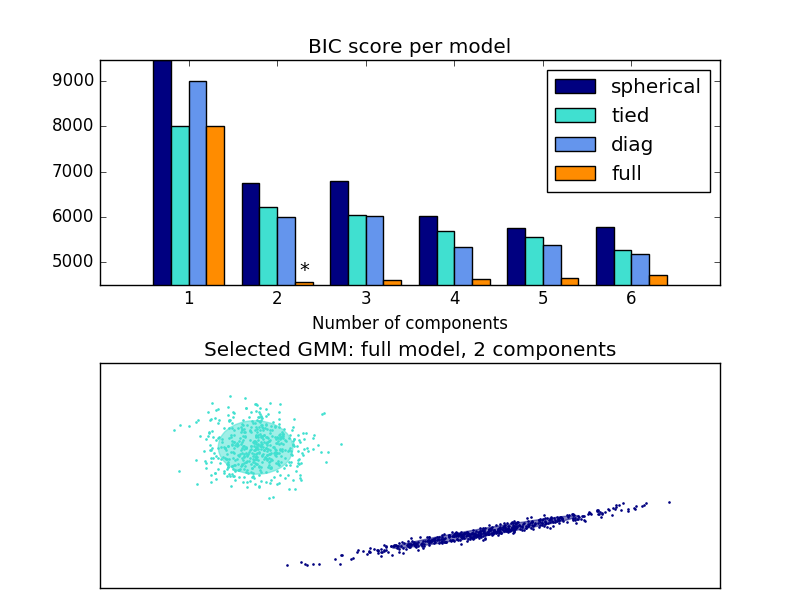 BIC score per model
9000
8000
7000
6000
5000
spherical
tied
diag
full
*
1 2 3 4 5 6
Number of components
Selected GMM: full model, 2 components